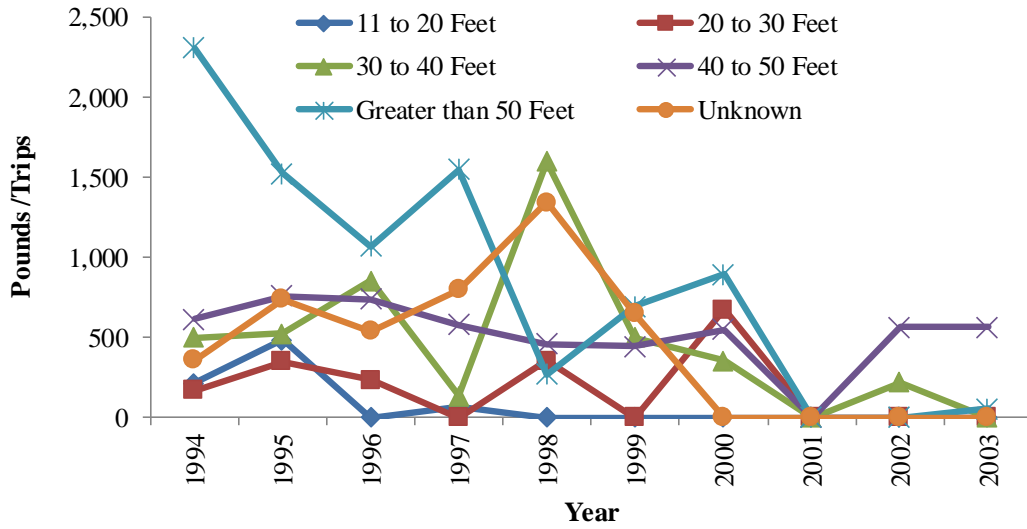 2,500
2,000
1,500
1,000
500
0
Pounds /Trips
11 to 20 Feet
20 to 30 Feet
30 to 40 Feet
40 to 50 Feet
Greater than 50 Feet
Unknown
1994
1995
1996
1997
1998
1999
2000
2001
2002
2003
Year